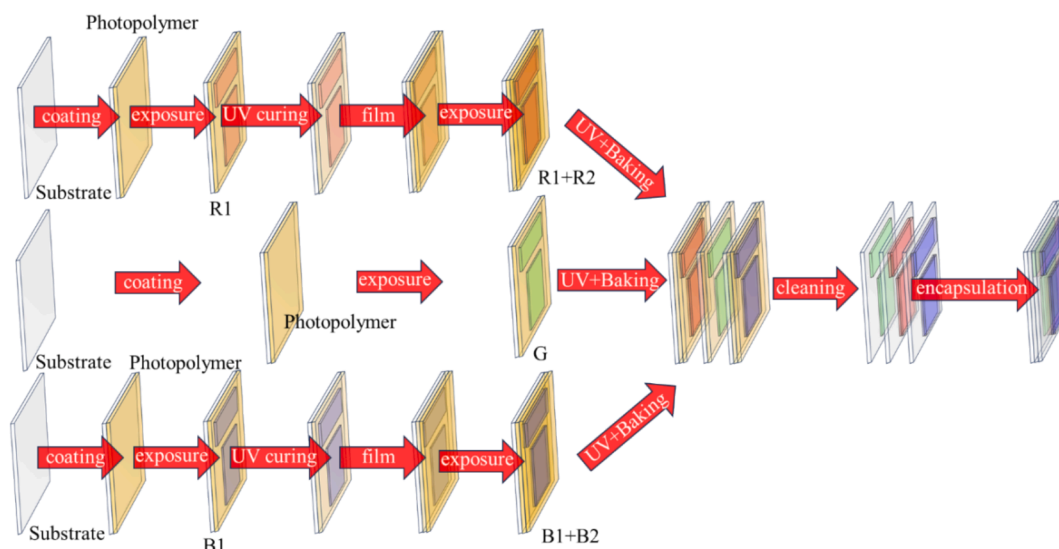 Photopolymer
coating
exposure
UV curing
film
exposure
UV+Baking
Substrate
R1
R1+R2
coating
exposure
UV+Baking
cleaning
encapsulation
Photopolymer
Substrate
Photopolymer
G
coating
exposure
UV curing
film
exposure
UV+Baking
Substrate
B1
B1+B2